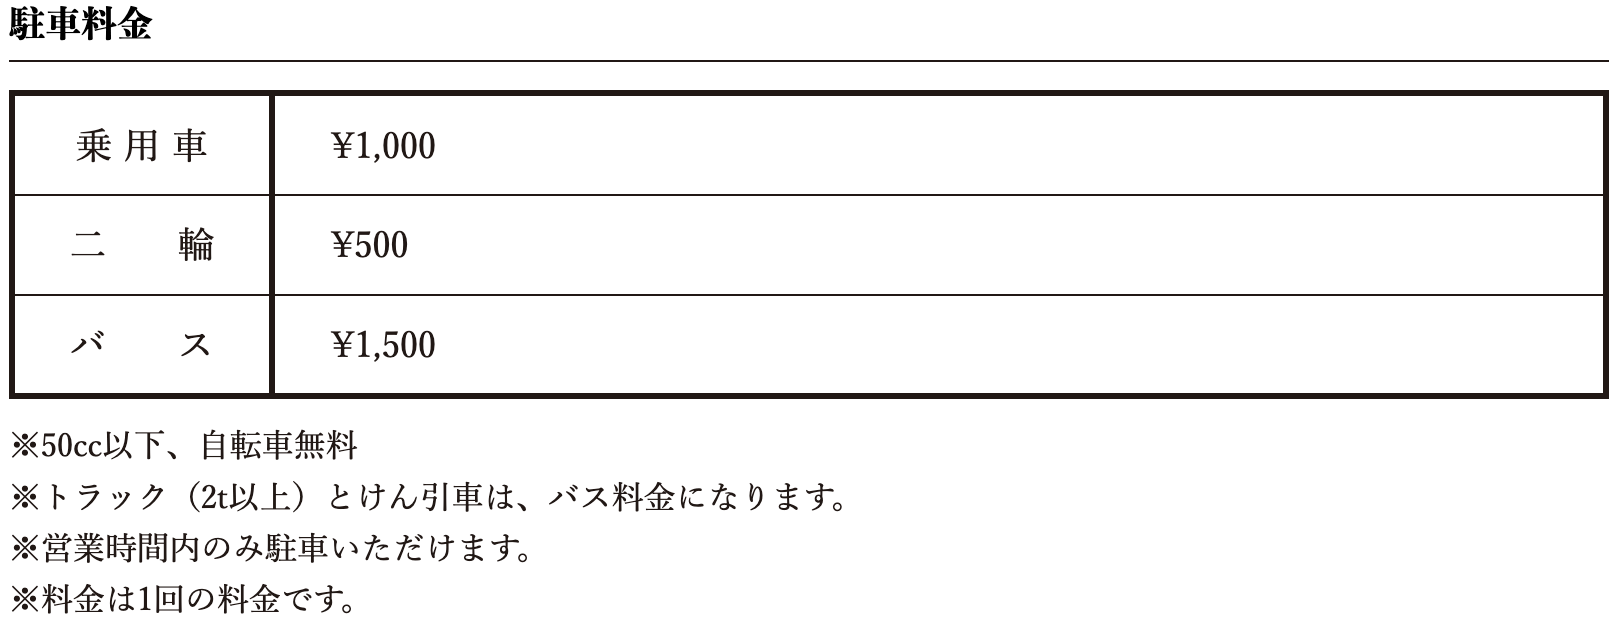 駐車料金
乗用車 ¥1,000
二輪 ¥500
バス ¥1,500
※50cc以下、自転車無料
※トラック（2t以上）とけん引車は、バス料金になります。
※営業時間内のみ駐車いただけます。
※料金は1回の料金です。